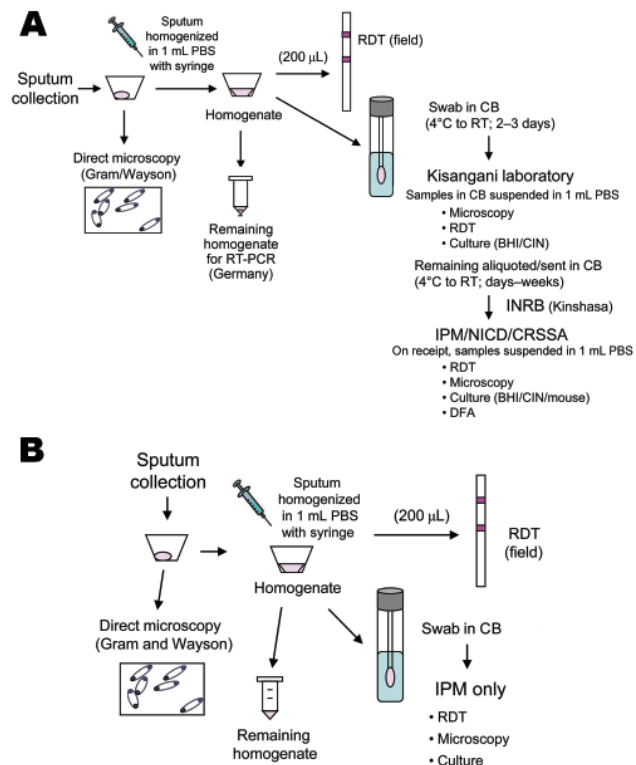 A
Sputum
homogenized
in 1 mL PBS
with syringe
(200 µL)
RDT (field)
Sputum
collection
Homogenate
Direct microscopy
(Gram/Wayson)
Remaining
homogenate
for RT-PCR
(Germany)
Swab in CB
(4°C to RT; 2–3 days)
Kisangani laboratory
Samples in CB suspended in 1 mL PBS
• Microscopy
• RDT
• Culture (BHI/CIN)
Remaining aliquoted/sent in CB
(4°C to RT; days–weeks)
INRB (Kinshasa)
IPM/NICD/CRSSA
On receipt, samples suspended in 1 mL PBS
• RDT
• Microscopy
• Culture (BHI/CIN/mouse)
• DFA
B
Sputum
collection
Sputum
homogenized
in 1 mL PBS
with syringe
(200 µL)
RDT
(field)
Homogenate
Direct microscopy
(Gram and Wayson)
Remaining
homogenate
Swab in CB
IPM only
• RDT
• Microscopy
• Culture